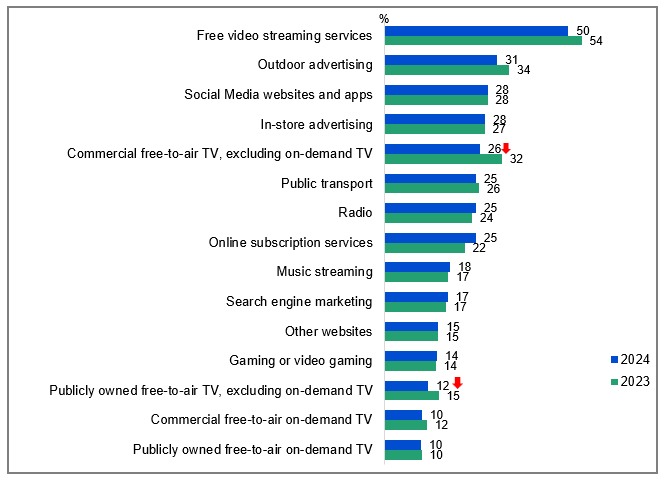 %
Free video streaming services 50
54
Outdoor advertising 31
34
Social Media websites and apps 28
28
In-store advertising 28
27
Commercial free-to-air TV, excluding on-demand TV 26
32
Public transport 25
26
Radio 25
24
Online subscription services 25
22
Music streaming 18
17
Search engine marketing 17
17
Other websites 15
15
Gaming or video gaming 14
14
Publicly owned free-to-air TV, excluding on-demand TV 12
15
Commercial free-to-air on-demand TV 10
12
Publicly owned free-to-air on-demand TV 10
10
2024
2023